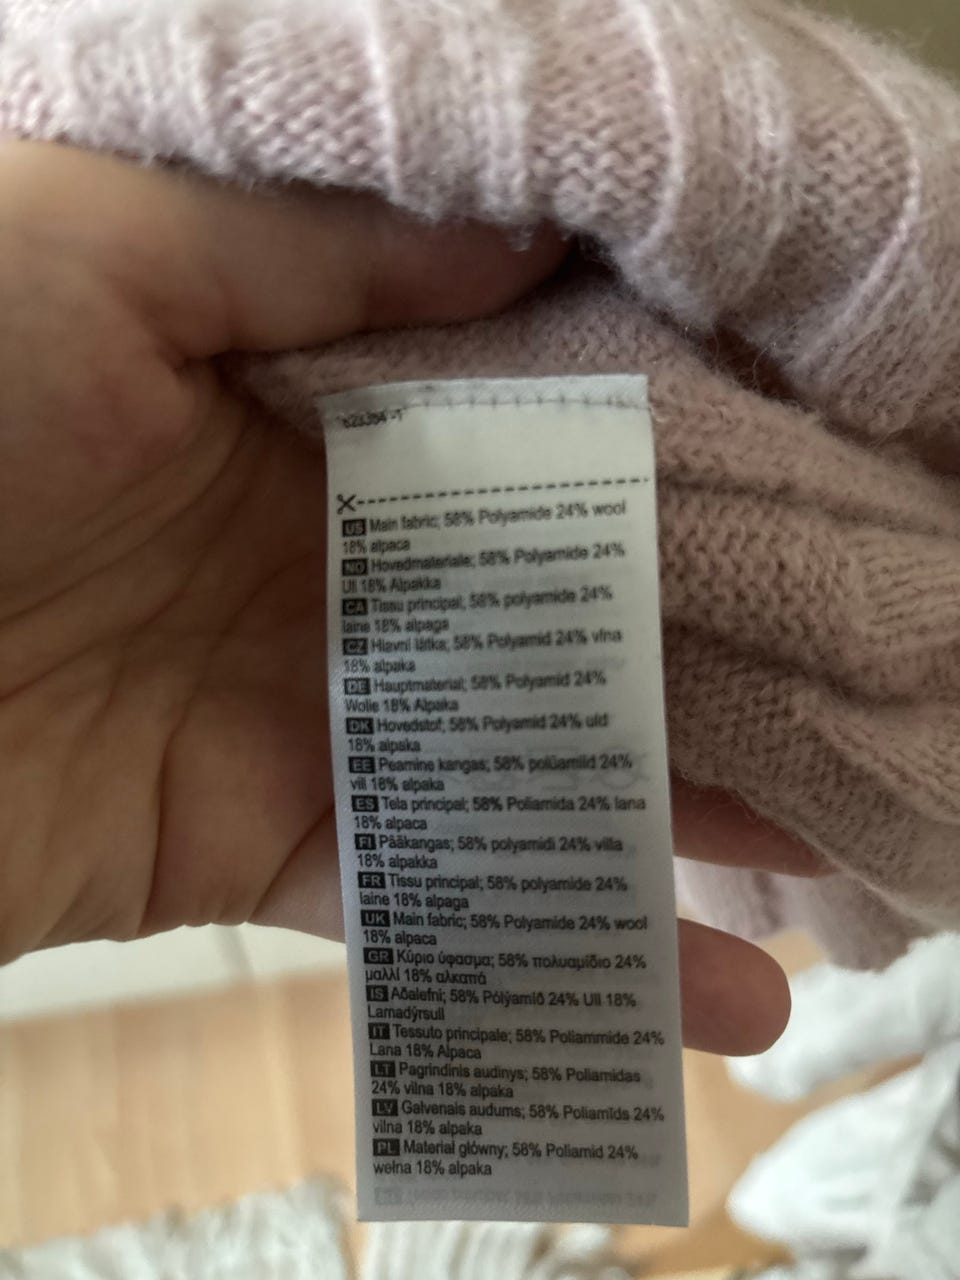 623384 -1
US Main fabric; 58% Polyamide 24% wool
18% alpaca
NO Hovedmateriale; 58% Polyamide 24%
Ull 18% Alpakka
CA Tissu principal; 58% polyamide 24%
laine 18% alpaga
CZ Hlavní látka; 58% Polyamid 24% vlna
18% alpaka
DE Hauptmaterial; 58% Polyamid 24%
Wolle 18% Alpaka
DK Hovedstof; 58% Polyamid 24% uld
18% alpaka
EE Peamine kangas; 58% polüamiid 24%
vill 18% alpaka
ES Tela principal; 58% Poliamida 24% lana
18% alpaca
FI Pääkangas; 58% polyamidi 24% villa
18% alpakka
FR Tissu principal; 58% polyamide 24%
laine 18% alpaga
UK Main fabric; 58% Polyamide 24% wool
18% alpaca
GR Κύριο ύφασμα; 58% πολυαμίδιο 24%
μαλλί 18% αλκαπά
IS Aðalefni; 58% Pólýamíð 24% Ull 18%
Lamadýrsull
IT Tessuto principale; 58% Poliammide 24%
Lana 18% Alpaca
LT Pagrindinis audinys; 58% Poliamidas
24% vilna 18% alpaka
LV Galvenais audums; 58% Poliamīds 24%
vilna 18% alpaka
PL Materiał główny; 58% Poliamid 24%
wełna 18% alpaka